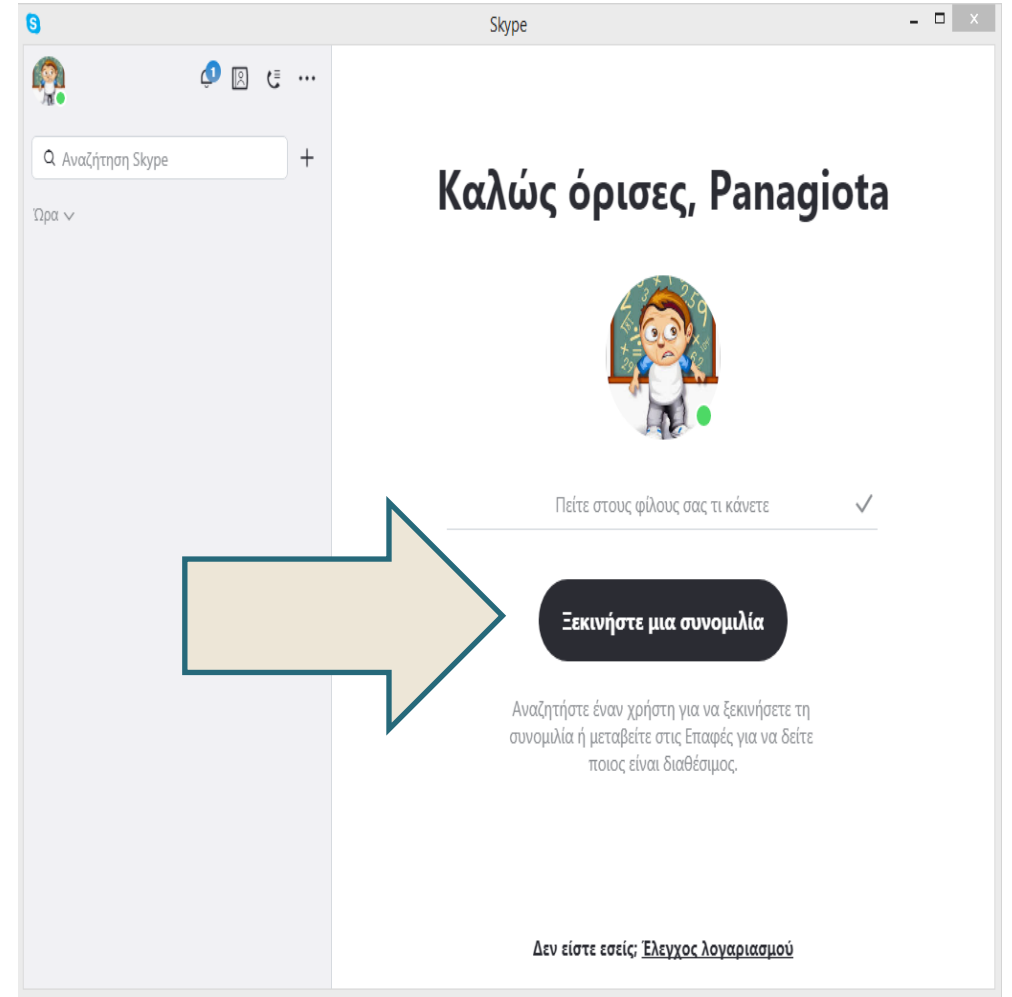 Skype
1
Αναζήτηση Skype
Ώρα
Καλώς όρισες, Panagiota
Πείτε στους φίλους σας τι κάνετε
Ξεκινήστε μια συνομιλία
Αναζητήστε έναν χρήστη για να ξεκινήσετε τη
συνομιλία ή μεταβείτε στις Επαφές για να δείτε
ποιος είναι διαθέσιμος.
Δεν είστε εσείς; Έλεγχος λογαριασμού